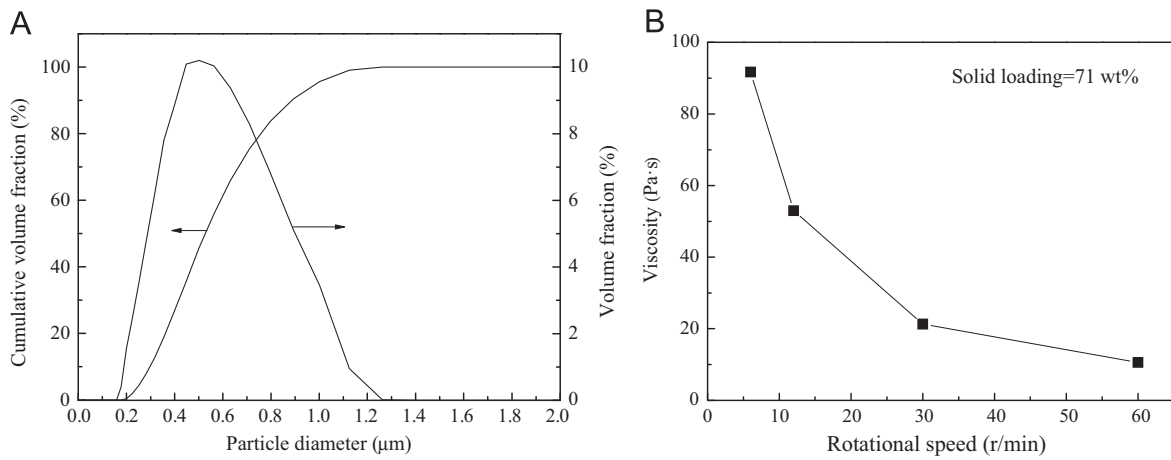 A
100
80
60
40
20
0
Cumulative volume fraction (%)
10
8
6
4
2
0
Volume fraction (%)
0.0 0.2 0.4 0.6 0.8 1.0 1.2 1.4 1.6 1.8 2.0
Particle diameter (μm)
B
Solid loading=71 wt%
100
80
60
40
20
0
Viscosity (Pa·s)
0 10 20 30 40 50 60
Rotational speed (r/min)